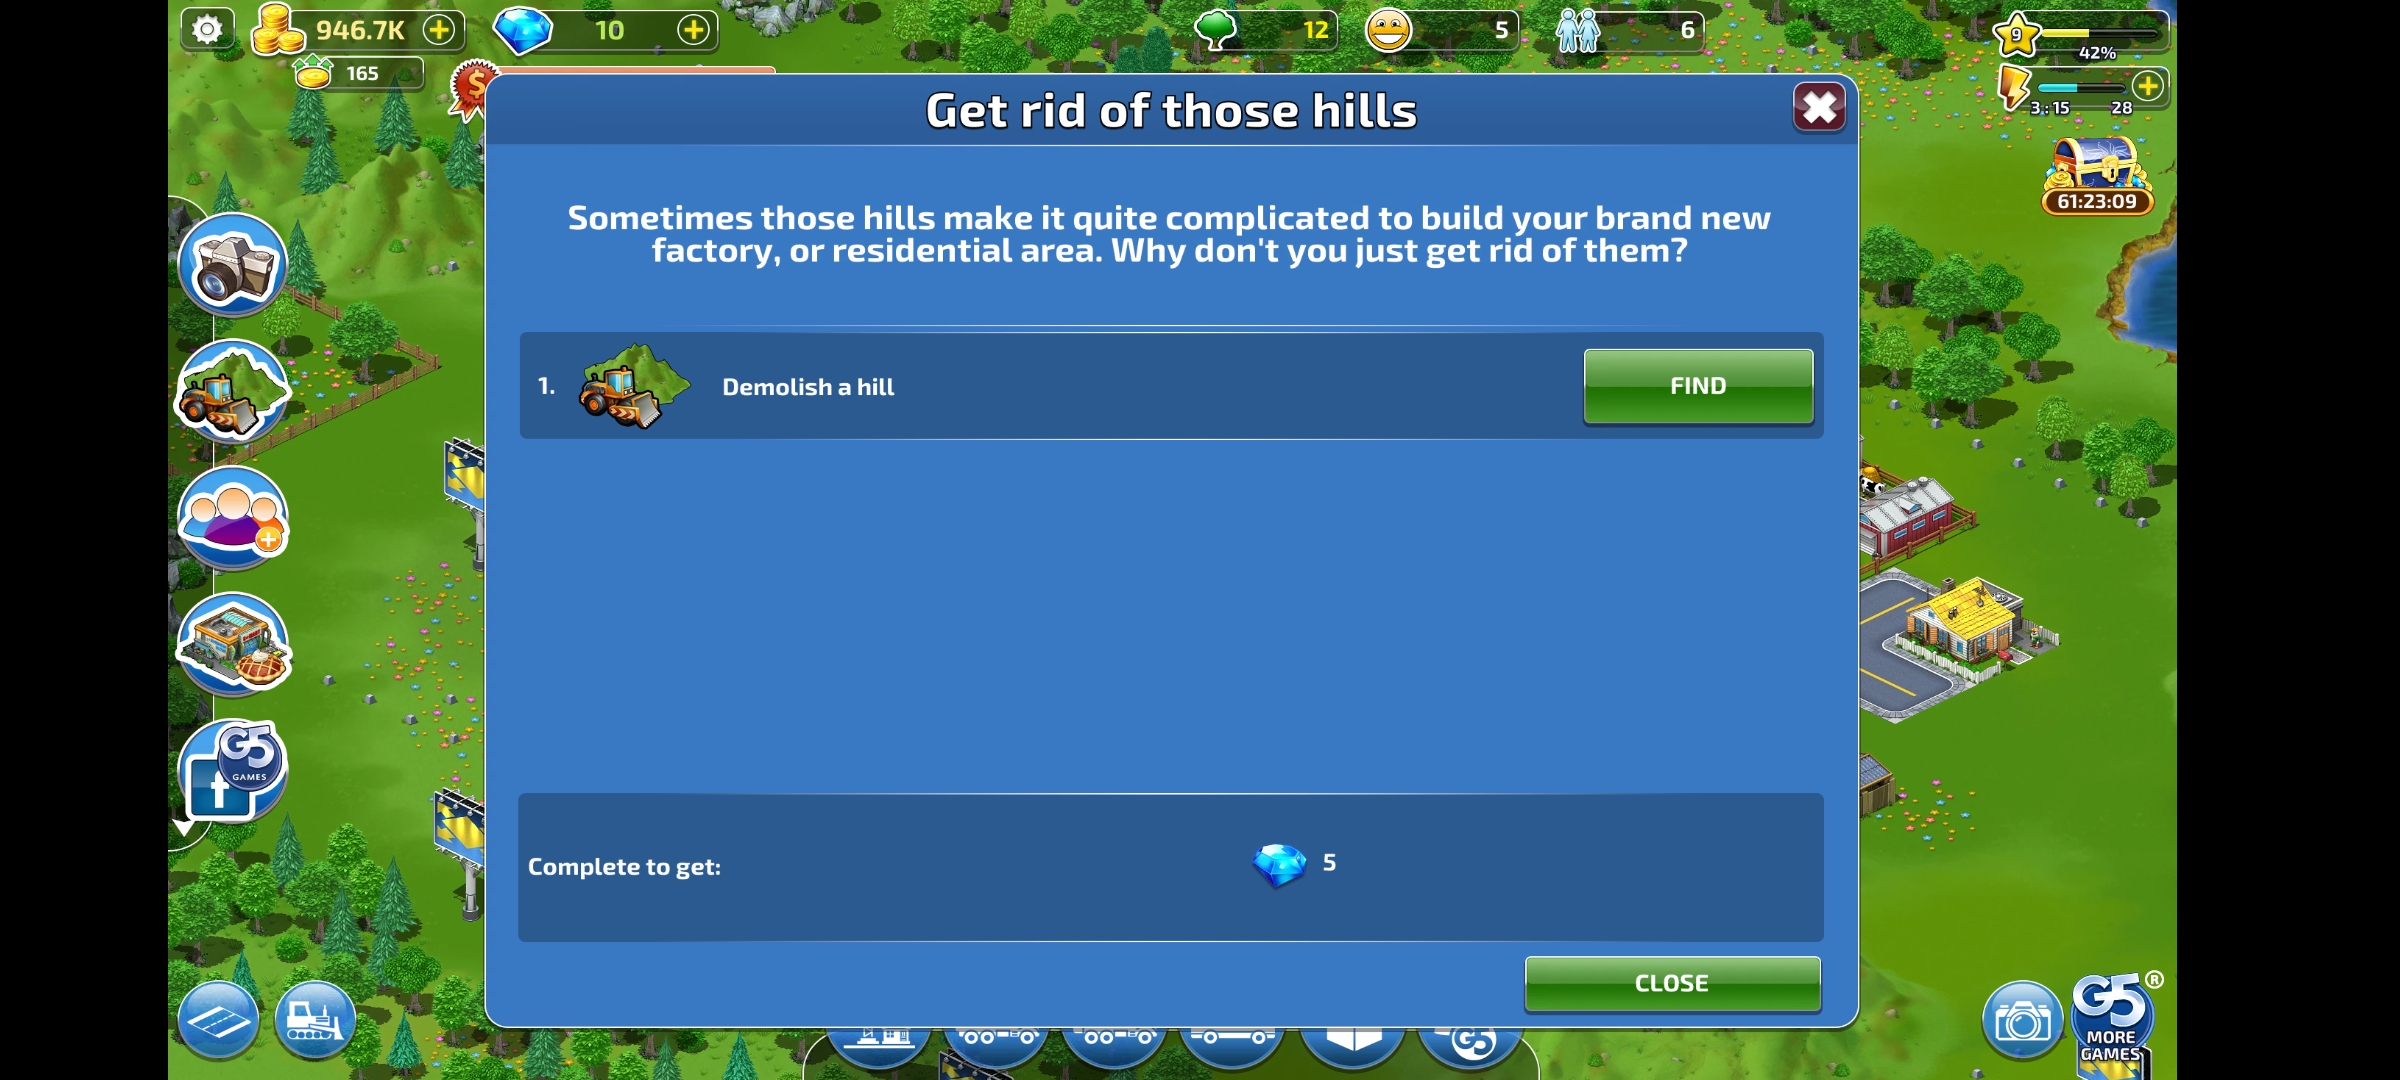 946.7K
10
12
5
6
9
42%
165
3:15
28
61:23:09
Get rid of those hills
Sometimes those hills make it quite complicated to build your brand new
factory, or residential area. Why don't you just get rid of them?
1.
Demolish a hill
FIND
G5
GAMES
f
Complete to get:
5
CLOSE
G5
G5 ®
MORE
GAMES